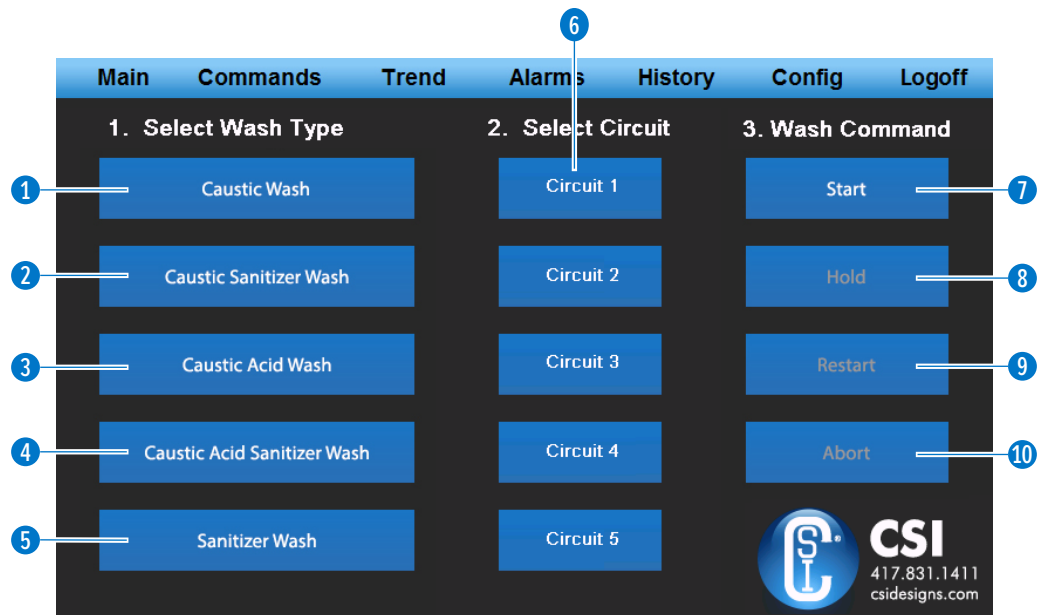 6
Main Commands Trend Alarms History Config Logoff
1. Select Wash Type 2. Select Circuit 3. Wash Command
1 Caustic Wash Circuit 1 Start 7
2 Caustic Sanitizer Wash Circuit 2 Hold 8
3 Caustic Acid Wash Circuit 3 Restart 9
4 Caustic Acid Sanitizer Wash Circuit 4 Abort 10
5 Sanitizer Wash Circuit 5
CSI ®
CSI
417.831.1411
csidesigns.com